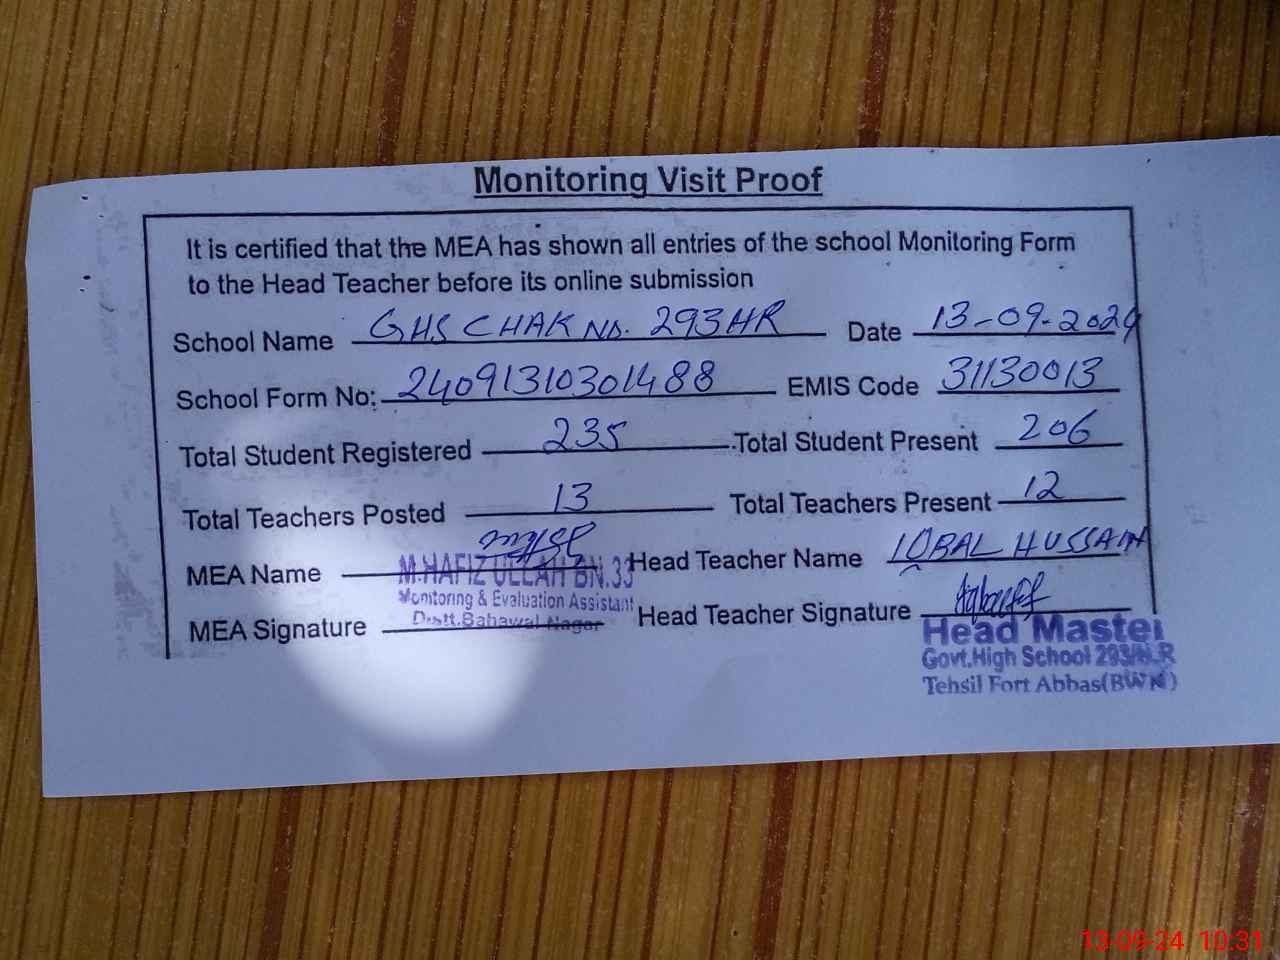 Monitoring Visit Proof
It is certified that the MEA has shown all entries of the school Monitoring Form
to the Head Teacher before its online submission
School Name GHS CHAK NO. 293HR Date 13-09-2024
School Form No: 24091310301488 EMIS Code 31130013
Total Student Registered 235 Total Student Present 206
Total Teachers Posted 13 Total Teachers Present 12
MEA Name M.HAFIZ ULLAH BN.33 Head Teacher Name IQBAL HUSSAIN
Monitoring & Evaluation Assistant
MEA Signature Distt.Bahawal Nagar Head Teacher Signature
Head Master
Govt.High School 293/H.R
Tehsil Fort Abbas(BWN)
13-09-24 10:31